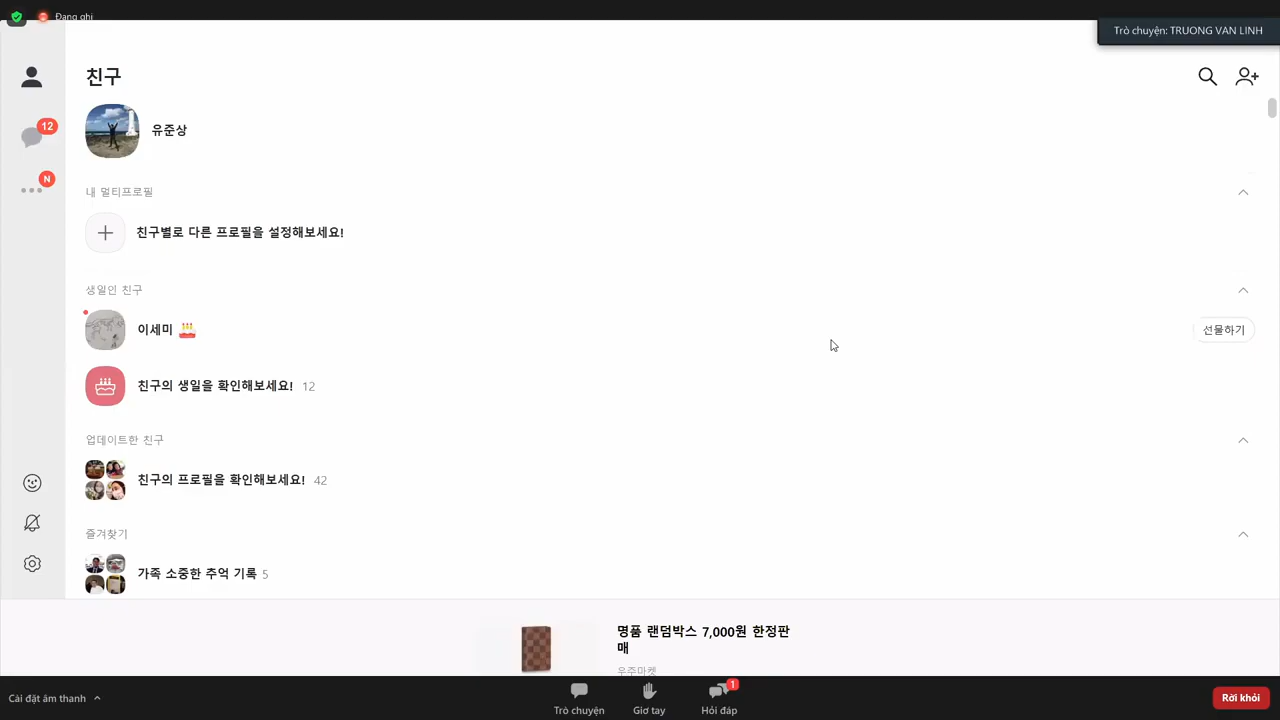 Đang ghi
Trò chuyện: TRUONG VAN LINH
친구
유준상
12
N
내 멀티프로필
친구별로 다른 프로필을 설정해보세요!
생일인 친구
이세미
선물하기
친구의 생일을 확인해보세요! 12
업데이트한 친구
친구의 프로필을 확인해보세요! 42
즐겨찾기
가족 소중한 추억 기록 5
명품 랜덤박스 7,000원 한정판
매
우주마켓
Cài đặt âm thanh
Trò chuyện
Giơ tay
1
Hỏi đáp
Rời khỏi